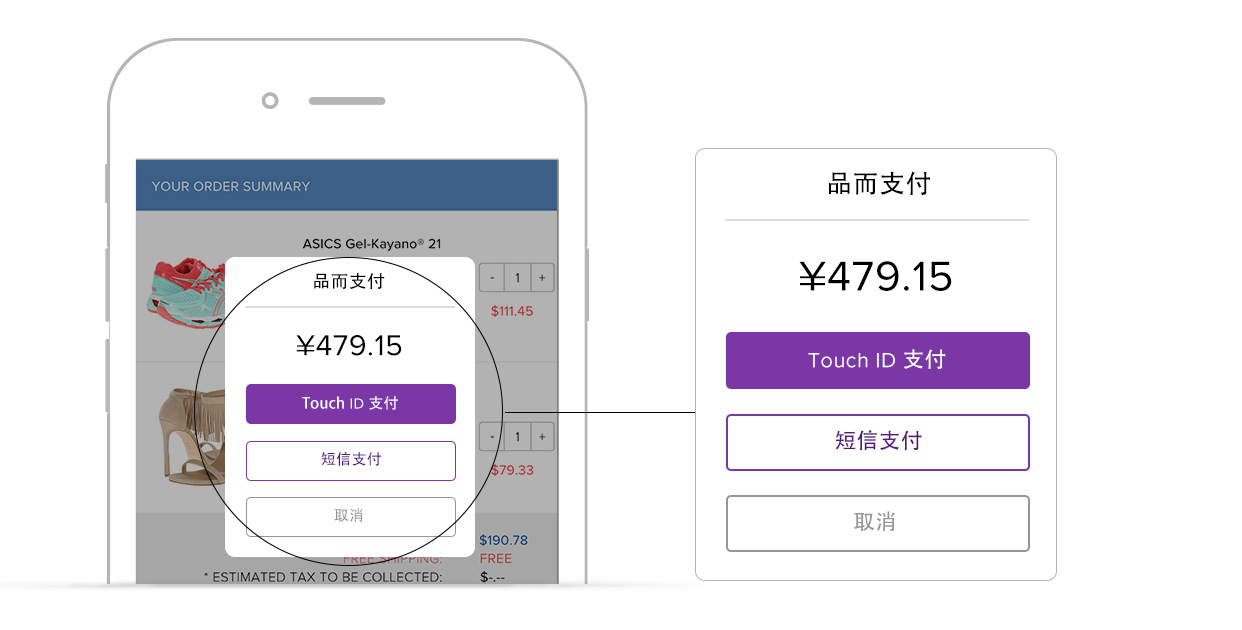 YOUR ORDER SUMMARY
ASICS Gel-Kayano® 21
- 1 +
$111.45
品而支付
¥479.15
Touch ID 支付
短信支付
取消
- 1 +
$79.33
$190.78
FREE SHIPPING: FREE
* ESTIMATED TAX TO BE COLLECTED: $-.--
品而支付
¥479.15
Touch ID 支付
短信支付
取消